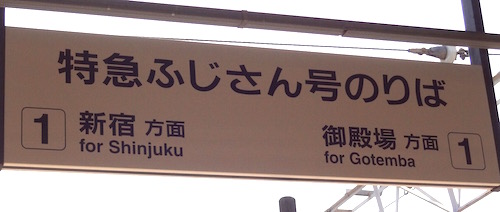 特急ふじさん号のりば
1 新宿 方面
for Shinjuku
御殿場 方面 1
for Gotemba